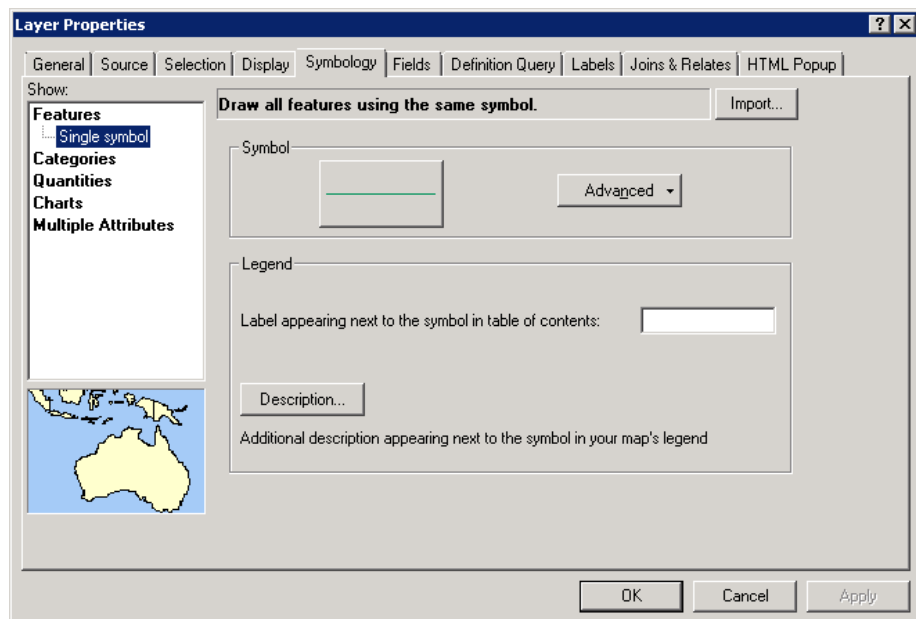 Layer Properties
General Source Selection Display Symbology Fields Definition Query Labels Joins & Relates HTML Popup
Show:
Features
Single symbol
Categories
Quantities
Charts
Multiple Attributes
Draw all features using the same symbol.
Import...
Symbol
Advanced
Legend
Label appearing next to the symbol in table of contents:
Description...
Additional description appearing next to the symbol in your map's legend
OK Cancel Apply